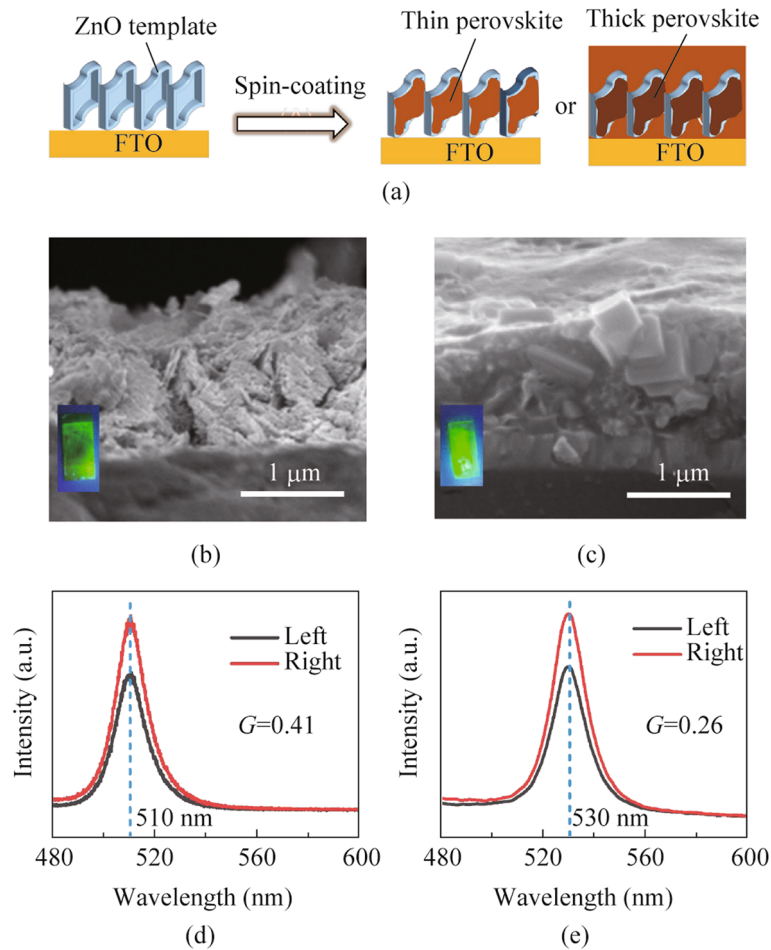 ZnO template
Spin-coating
Thin perovskite
or
Thick perovskite
FTO
FTO
FTO
(a)
1 μm
1 μm
(b)
(c)
Intensity (a.u.)
Left
Right
G=0.41
510 nm
480
520
560
600
Wavelength (nm)
(d)
Intensity (a.u.)
Left
Right
G=0.26
530 nm
480
520
560
600
Wavelength (nm)
(e)